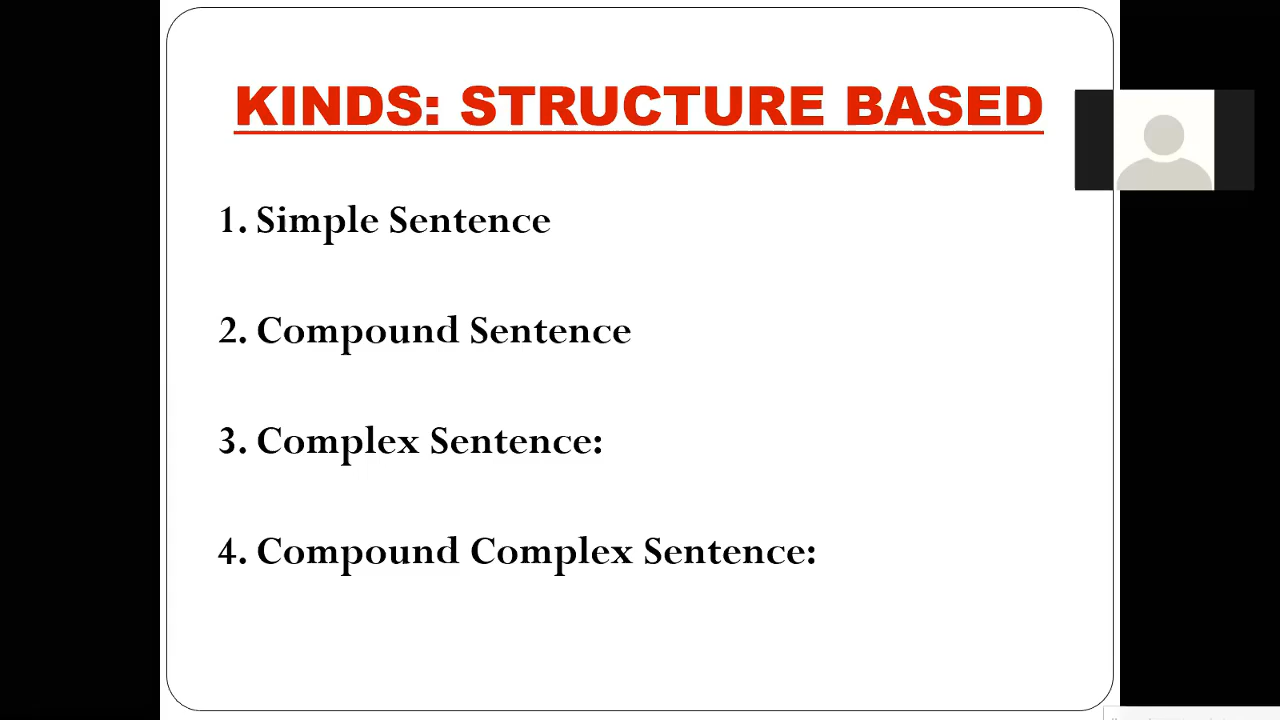 KINDS: STRUCTURE BASED
1. Simple Sentence
2. Compound Sentence
3. Complex Sentence:
4. Compound Complex Sentence: